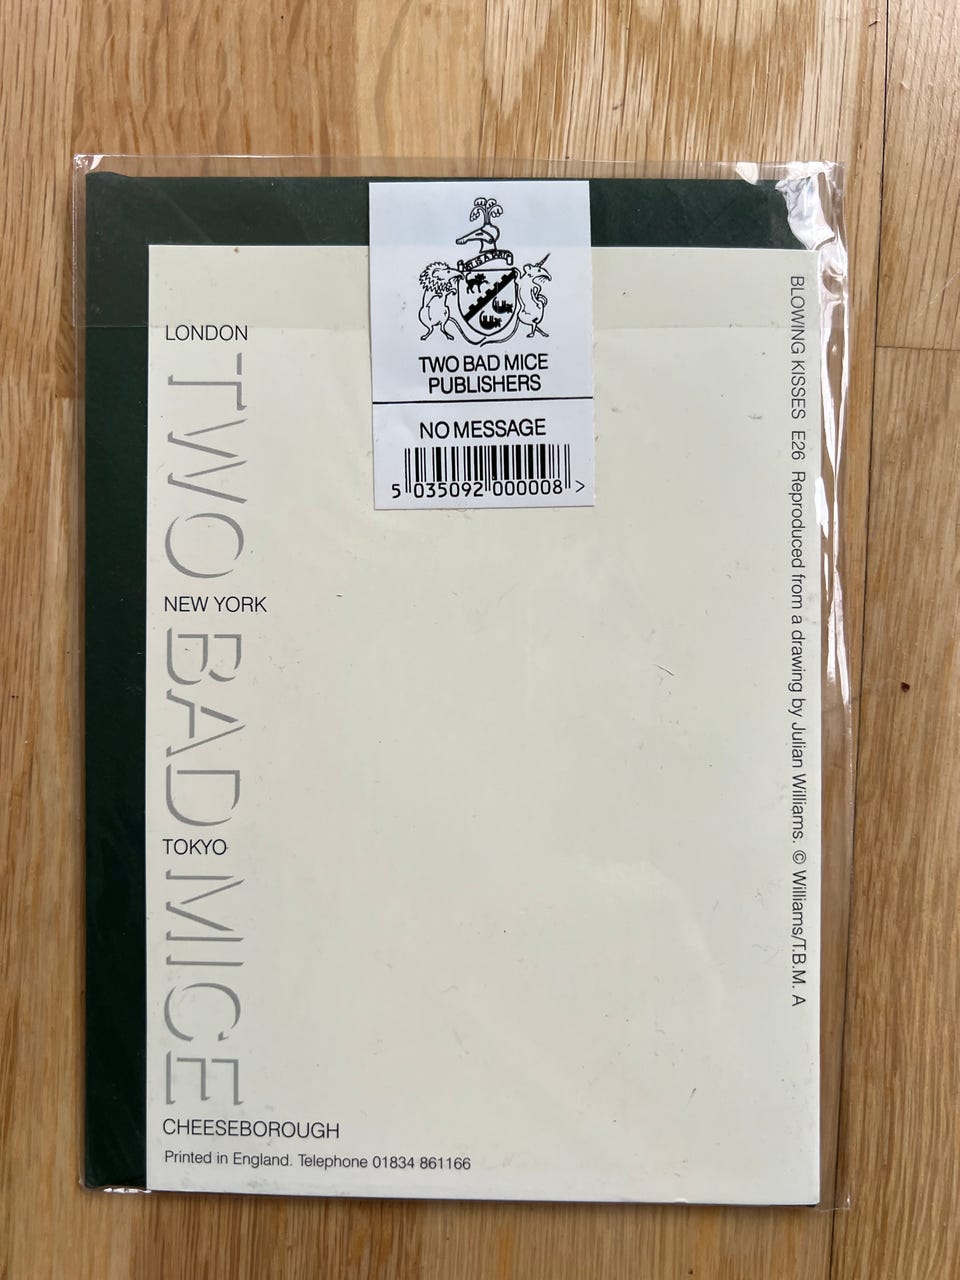 TWO BAD MICE
PUBLISHERS
NO MESSAGE
5 035092 000008 >
LONDON
TWO
NEW YORK
BAD
TOKYO
MICE
CHEESEBOROUGH
Printed in England. Telephone 01834 861166
BLOWING KISSES E26 Reproduced from a drawing by Julian Williams. © Williams/T.B.M. A